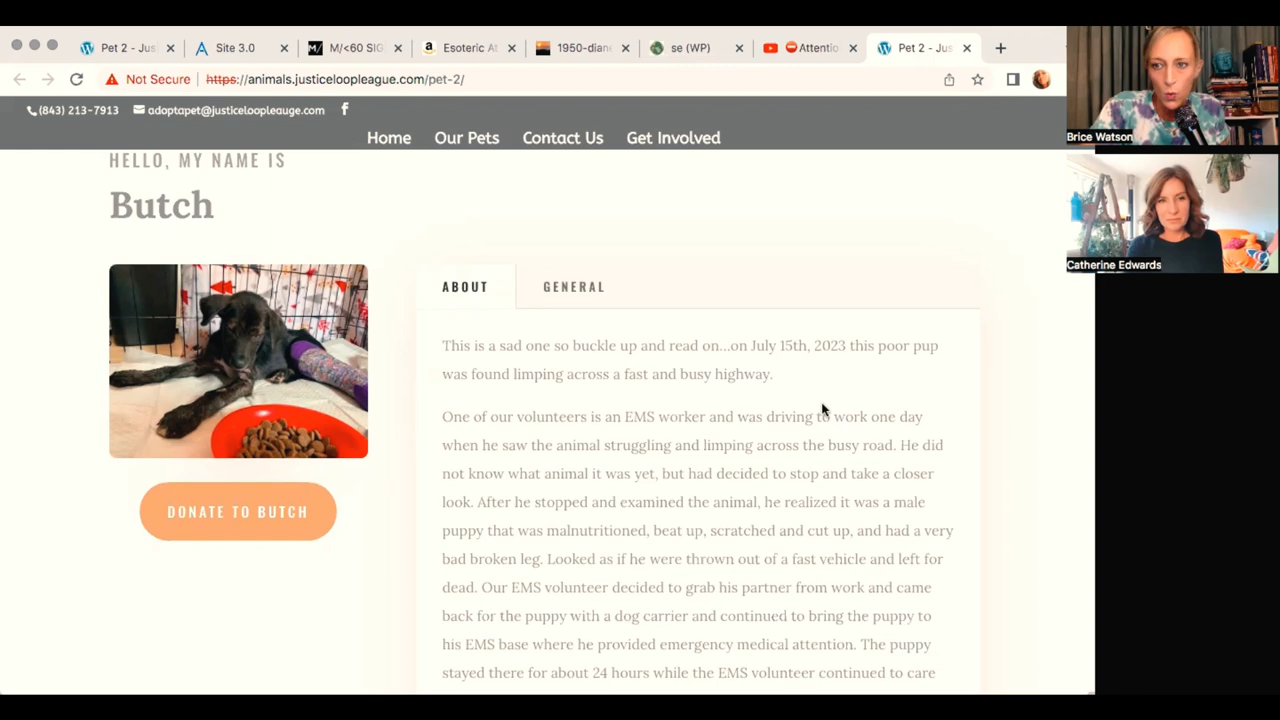 Pet 2 - Jus
Site 3.0
M/<60 SIG
Esoteric At
1950-dian
se (WP)
Attentio
Pet 2 - Jus
Not Secure
https://animals.justiceloopleague.com/pet-2/
(843) 213-7913
adoptapet@justiceloopleauge.com
Home
Our Pets
Contact Us
Get Involved
HELLO, MY NAME IS
Butch
DONATE TO BUTCH
ABOUT
GENERAL
This is a sad one so buckle up and read on...on July 15th, 2023 this poor pup
was found limping across a fast and busy highway.
One of our volunteers is an EMS worker and was driving to work one day
when he saw the animal struggling and limping across the busy road. He did
not know what animal it was yet, but had decided to stop and take a closer
look. After he stopped and examined the animal, he realized it was a male
puppy that was malnutritioned, beat up, scratched and cut up, and had a very
bad broken leg. Looked as if he were thrown out of a fast vehicle and left for
dead. Our EMS volunteer decided to grab his partner from work and came
back for the puppy with a dog carrier and continued to bring the puppy to
his EMS base where he provided emergency medical attention. The puppy
stayed there for about 24 hours while the EMS volunteer continued to care
Brice Watson
Catherine Edwards